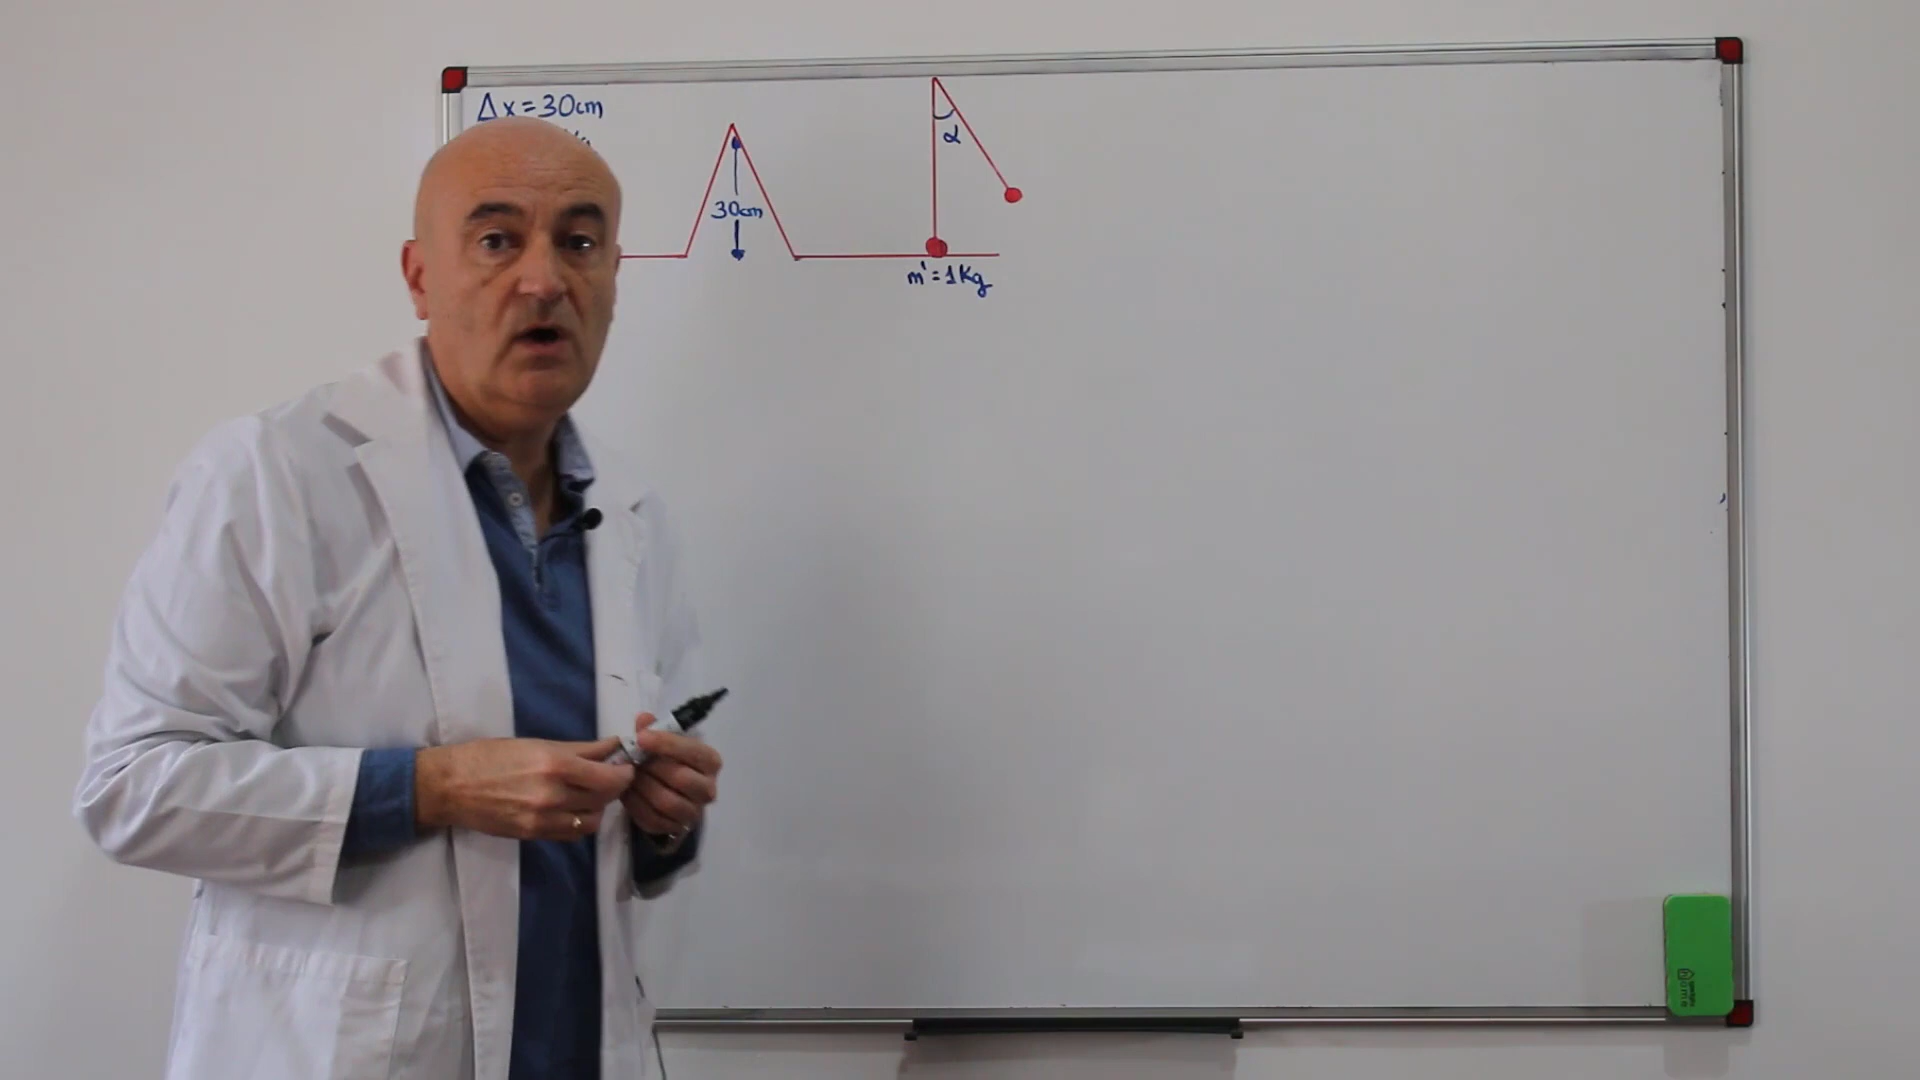 Δx = 30cm
30cm
α
m' = 1Kg